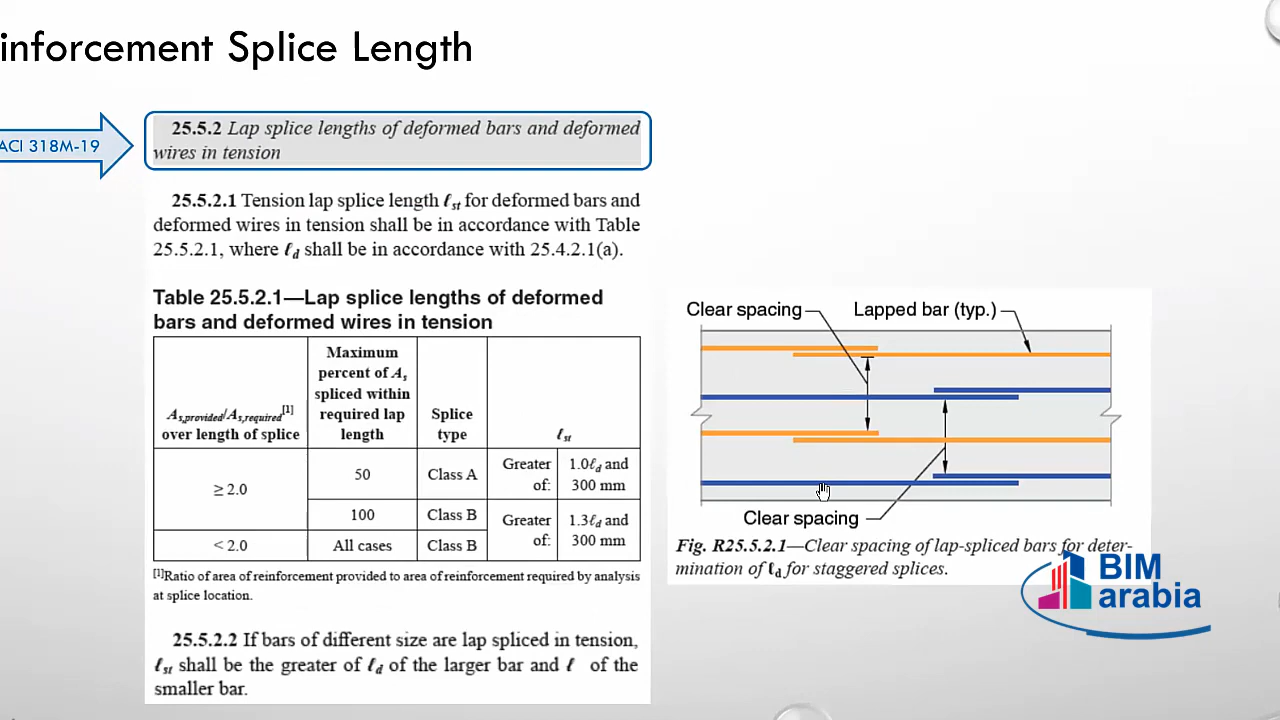 inforcement Splice Length
ACI 318M-19
25.5.2 Lap splice lengths of deformed bars and deformed
wires in tension
25.5.2.1 Tension lap splice length ℓst for deformed bars and
deformed wires in tension shall be in accordance with Table
25.5.2.1, where ℓd shall be in accordance with 25.4.2.1(a).
Table 25.5.2.1—Lap splice lengths of deformed
bars and deformed wires in tension
As,provided/As,required[1]
over length of splice
Maximum
percent of As
spliced within
required lap
length
Splice
type
ℓst
≥ 2.0
50
Class A
Greater
of:
1.0ℓd and
300 mm
100
Class B
Greater
of:
1.3ℓd and
300 mm
< 2.0
All cases
Class B
[1]Ratio of area of reinforcement provided to area of reinforcement required by analysis
at splice location.
25.5.2.2 If bars of different size are lap spliced in tension,
ℓst shall be the greater of ℓd of the larger bar and ℓ of the
smaller bar.
Clear spacing
Lapped bar (typ.)
Clear spacing
Fig. R25.5.2.1—Clear spacing of lap-spliced bars for deter-
mination of ℓd for staggered splices.
BIM
arabia